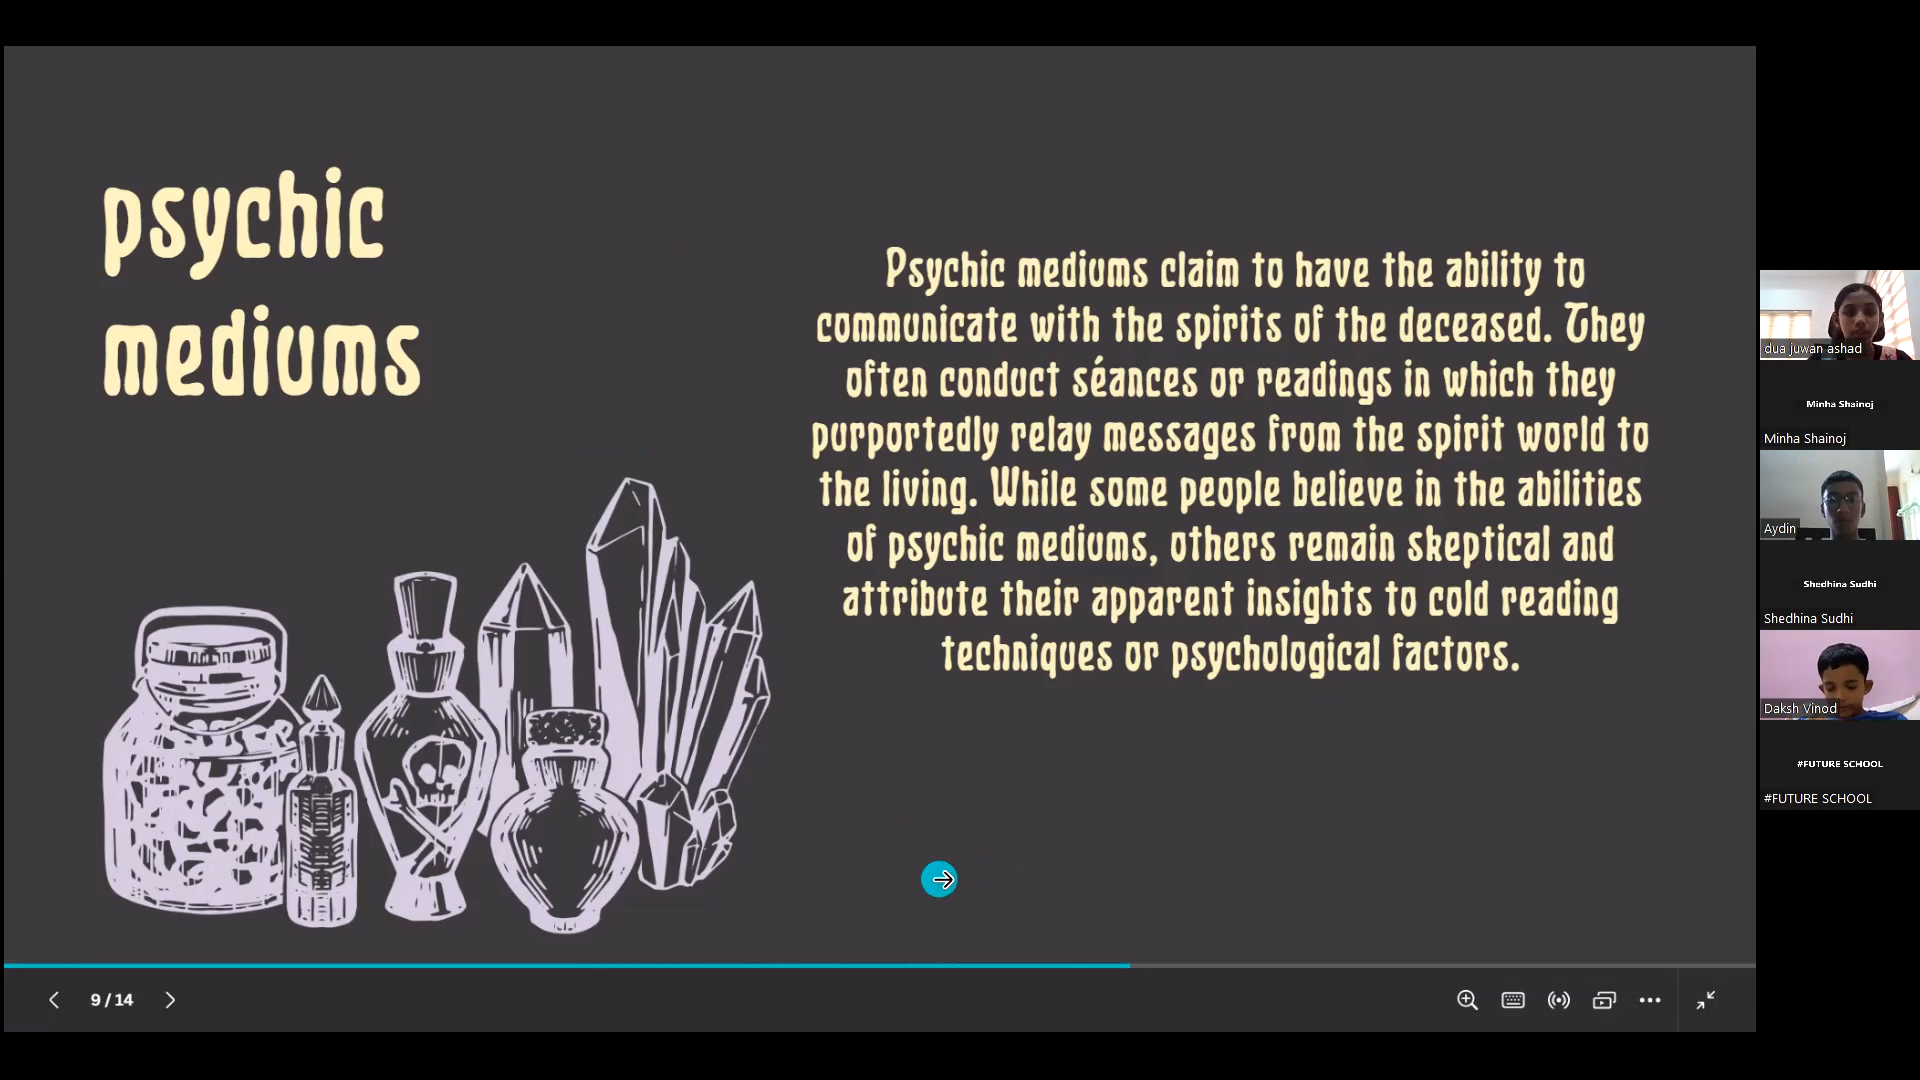 psychic
mediums
Psychic mediums claim to have the ability to
communicate with the spirits of the deceased. They
often conduct séances or readings in which they
purportedly relay messages from the spirit world to
the living. While some people believe in the abilities
of psychic mediums, others remain skeptical and
attribute their apparent insights to cold reading
techniques or psychological factors.
9 / 14
dua juwan ashad
Minha Shainoj
Minha Shainoj
Aydin
Shedhina Sudhi
Shedhina Sudhi
Daksh Vinod
#FUTURE SCHOOL
#FUTURE SCHOOL